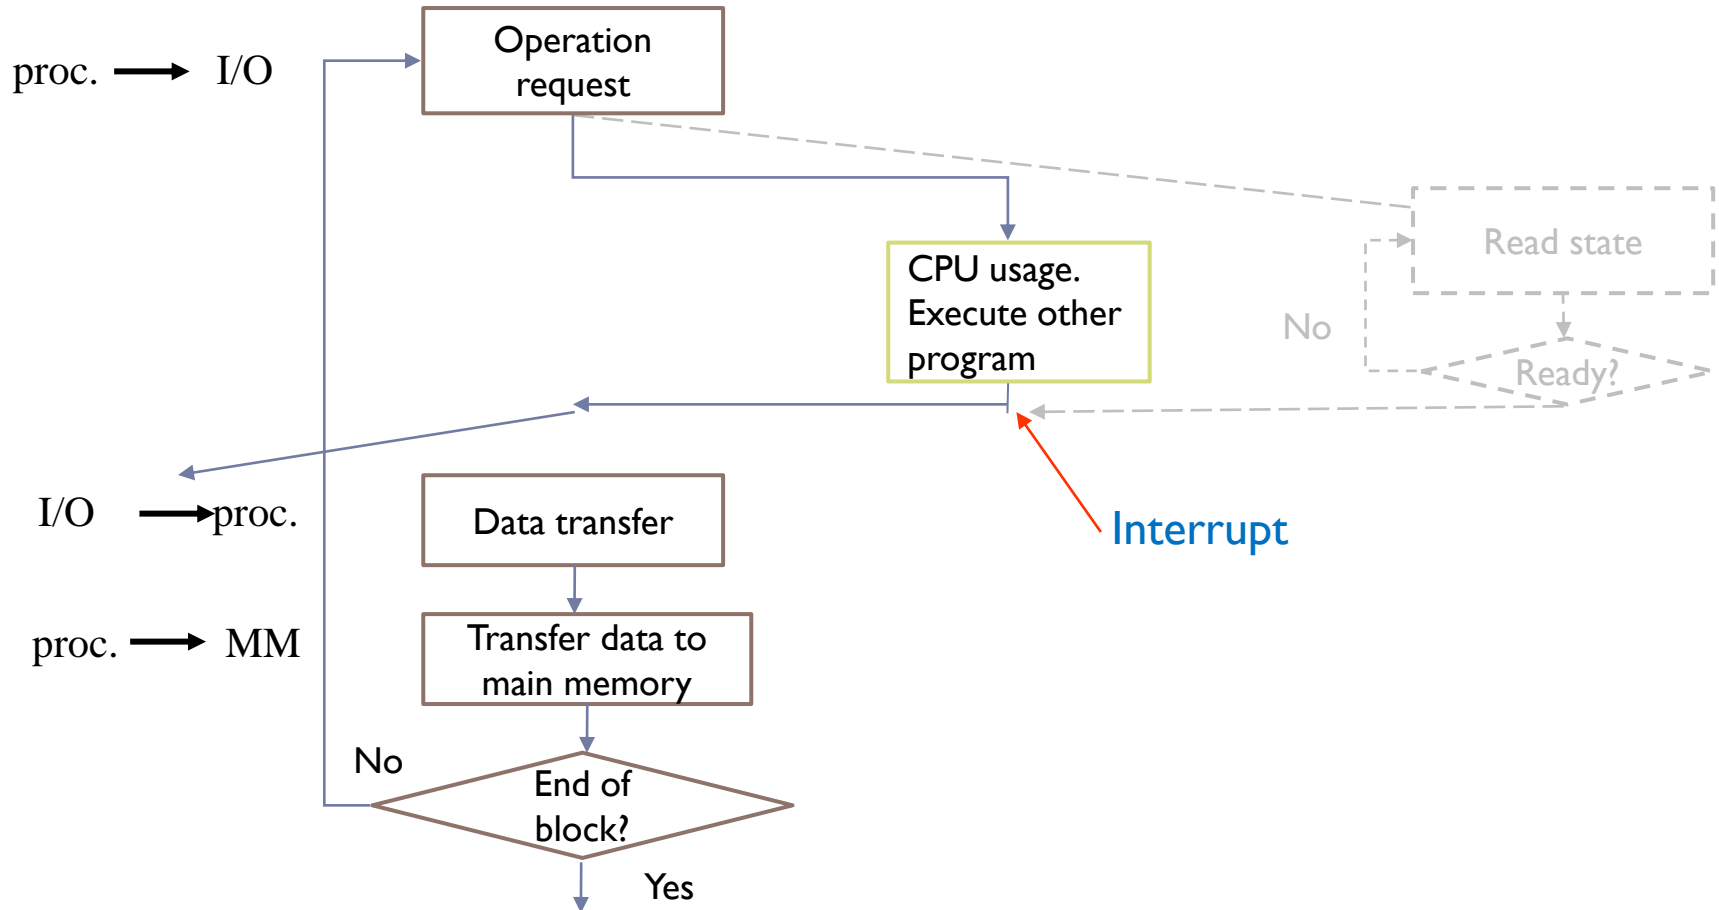 proc. I/O
Operation
request
CPU usage.
Execute other
program
Read state
No
Ready?
I/O proc.
Data transfer
Interrupt
proc. MM
Transfer data to
main memory
No
End of
block?
Yes